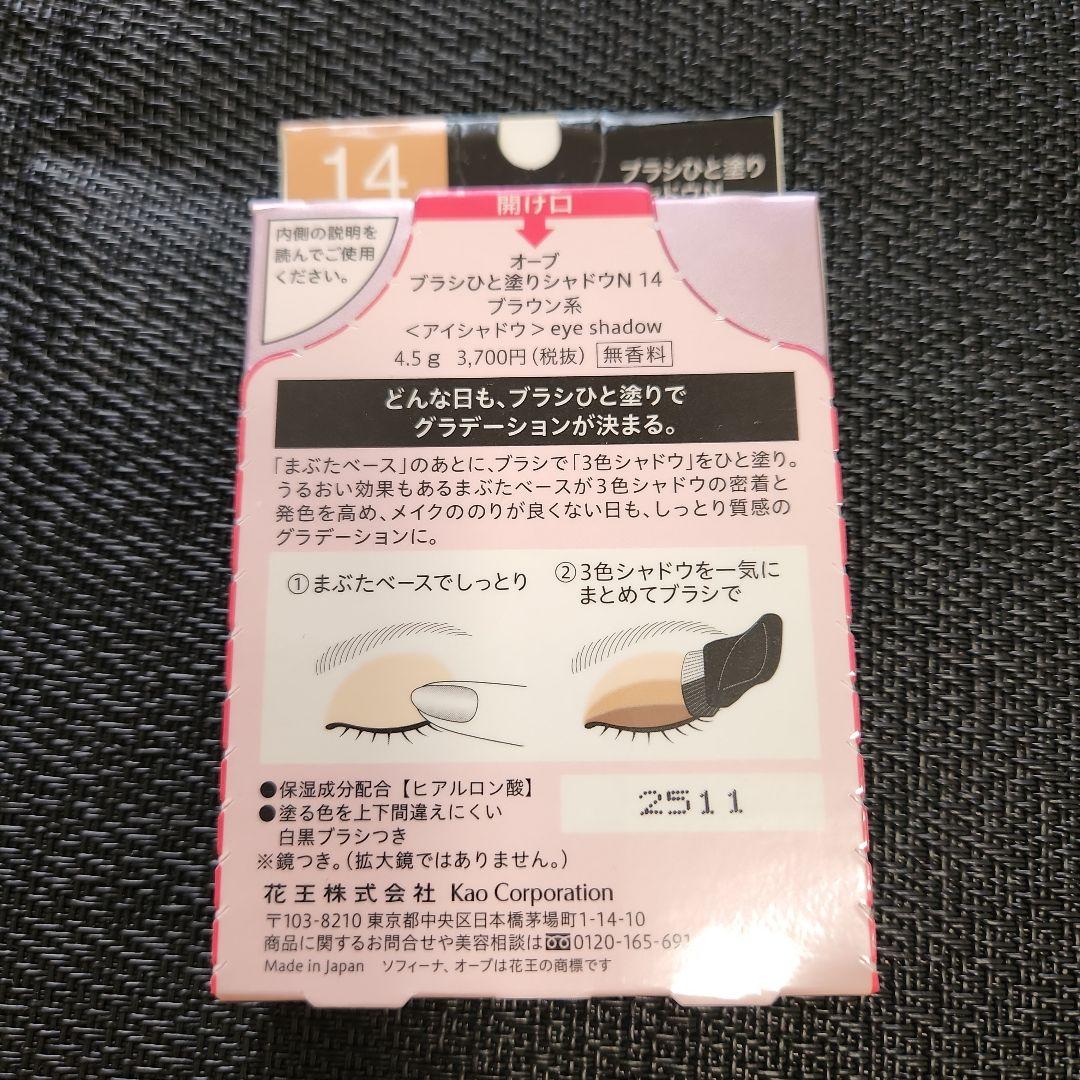 14
ブラシひと塗り
シャドウN
開け口
内側の説明を
読んでご使用
ください。
オーブ
ブラシひと塗りシャドウN 14
ブラウン系
＜アイシャドウ＞eye shadow
4.5g 3,700円（税抜） 無香料
どんな日も、ブラシひと塗りで
グラデーションが決まる。
「まぶたベース」のあとに、ブラシで「3色シャドウ」をひと塗り。
うるおい効果もあるまぶたベースが3色シャドウの密着と
発色を高め、メイクののりが良くない日も、しっとり質感の
グラデーションに。
①まぶたベースでしっとり
②3色シャドウを一気に
まとめてブラシで
●保湿成分配合【ヒアルロン酸】
●塗る色を上下間違えにくい
白黒ブラシつき
※鏡つき。（拡大鏡ではありません。）
2511
花王株式会社 Kao Corporation
〒103-8210 東京都中央区日本橋茅場町1-14-10
商品に関するお問合せや美容相談は0120-165-691
Made in Japan ソフィーナ、オーブは花王の商標です